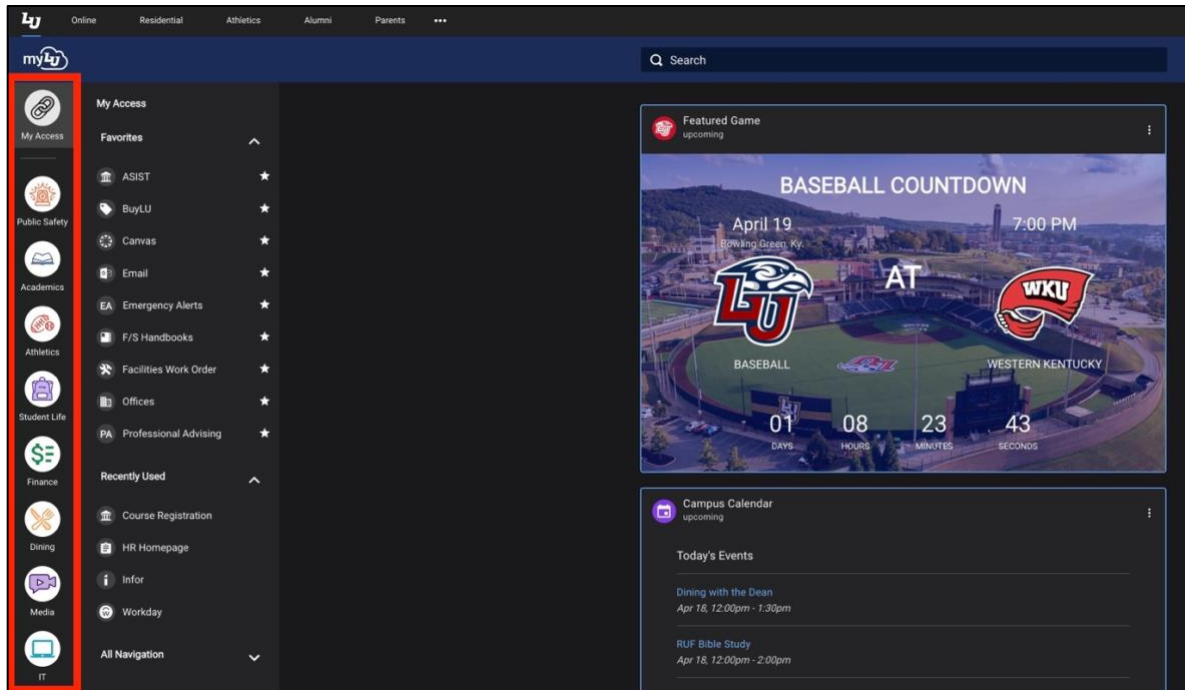 LU Online Residential Athletics Alumni Parents •••
myLU
Search
My Access
Public Safety
Academics
Athletics
Student Life
Finance
Dining
Media
IT
My Access
Favorites
ASIST
BuyLU
Canvas
Email
EA Emergency Alerts
F/S Handbooks
Facilities Work Order
Offices
PA Professional Advising
Recently Used
Course Registration
HR Homepage
i Infor
Workday
All Navigation
Featured Game
upcoming
BASEBALL COUNTDOWN
April 19
7:00 PM
Bowling Green, Ky.
LU
AT
WKU
BASEBALL
WESTERN KENTUCKY
01 08 23 43
DAYS HOURS MINUTES SECONDS
Campus Calendar
upcoming
Today's Events
Dining with the Dean
Apr 18, 12:00pm - 1:30pm
RUF Bible Study
Apr 18, 12:00pm - 2:00pm